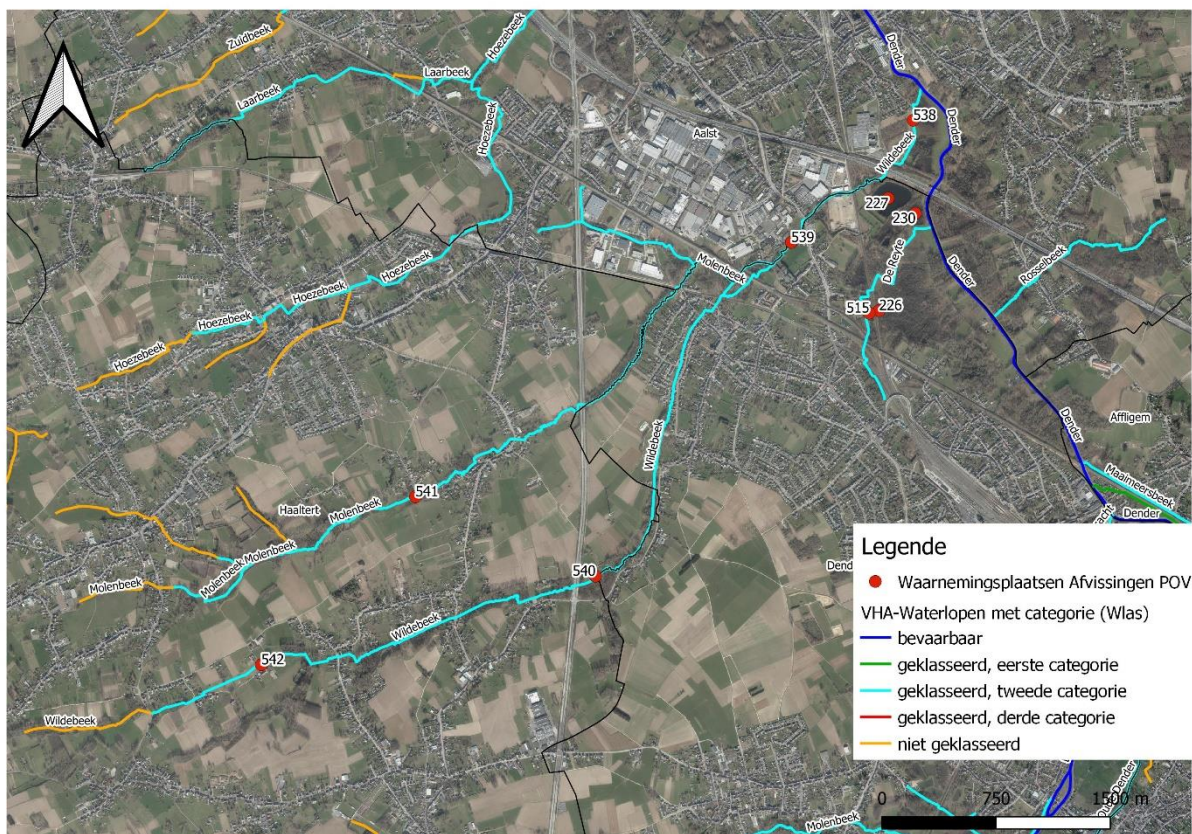 Zuidbeek
Hoezebeek
Dender
Laarbeek
Laarbeek
538
Dender
Aalst
Hoezebeek
Wildebeek
227
230
539
De Reyte
Rosselbeek
Molenbeek
Hoezebeek
Dender
Hoezebeek
515
226
Hoezebeek
Hoezebeek
Affligem
Dender
Wildebeek
Maalmeersbeek
541
Haaltert
Molenbeek
Dender
Molenbeek
540
Molenbeek
Molenbeek
Wildebeek
542
Wildebeek
Molenbeek
Legende
Waarnemingsplaatsen Afvissingen POV
VHA-Waterlopen met categorie (Wlas)
bevaarbaar
geklasseerd, eerste categorie
geklasseerd, tweede categorie
geklasseerd, derde categorie
niet geklasseerd
0 750 1500 m